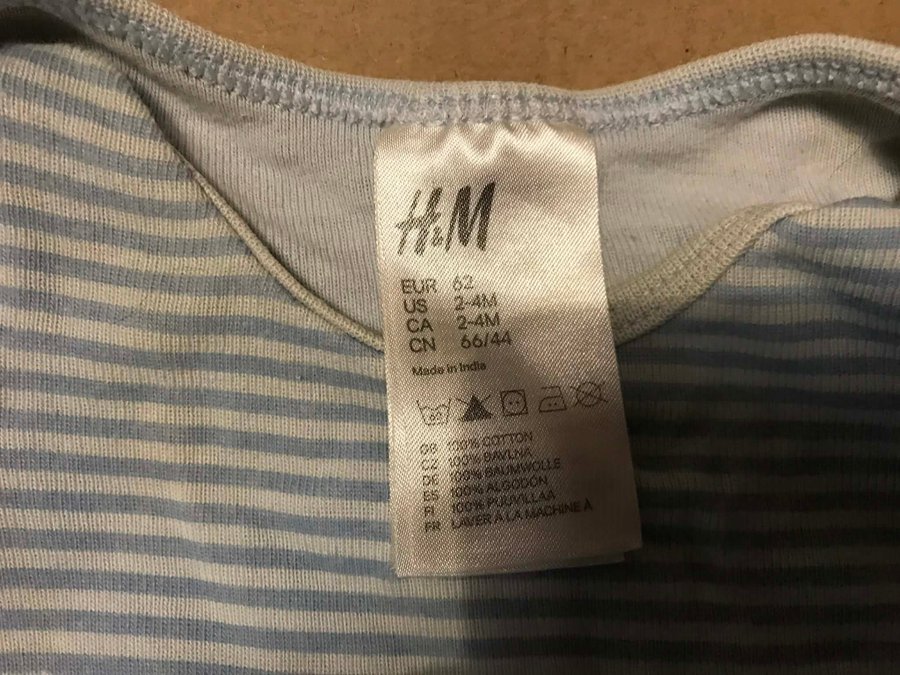 H&M
EUR 62
US 2-4M
CA 2-4M
CN 66/44
Made in India
GB 100% COTTON
CZ 100% BAVLNA
DE 100% BAUMWOLLE
ES 100% ALGODÓN
FI 100% PUUVILLAA
FR LAVER À LA MACHINE À